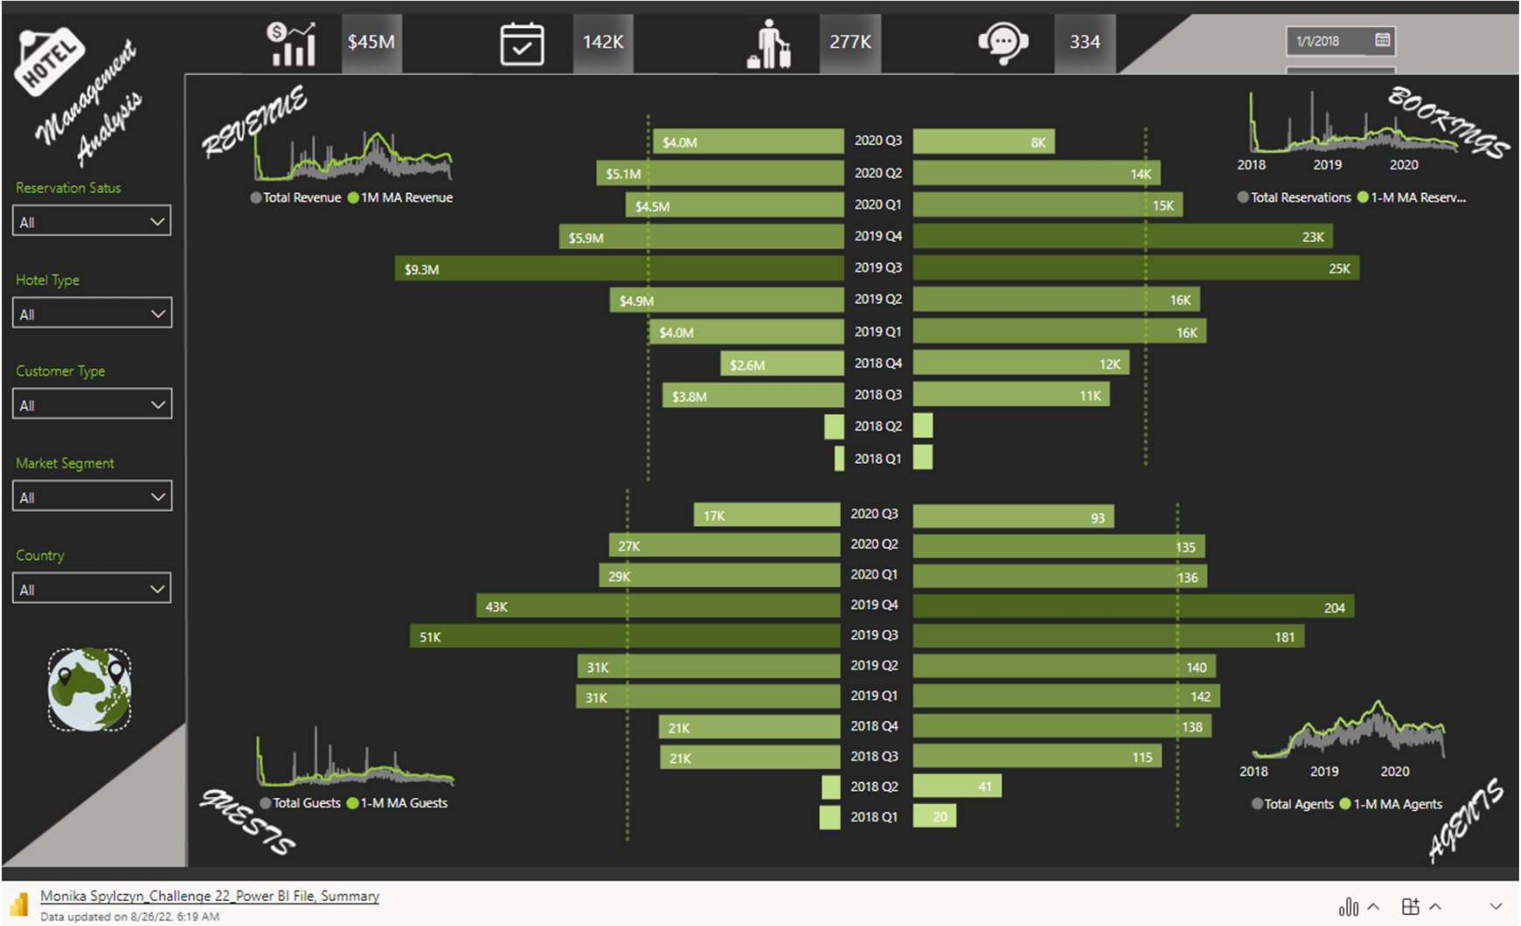 HOTEL
Management
Analysis
$
$45M
142K
277K
334
1/1/2018
Reservation Satus
All
Hotel Type
All
Customer Type
All
Market Segment
All
Country
All
REVENUE
Total Revenue 1M MA Revenue
BOOKINGS
2018 2019 2020
Total Reservations 1-M MA Reserv...
$4.0M 2020 Q3 8K
$5.1M 2020 Q2 14K
$4.5M 2020 Q1 15K
$5.9M 2019 Q4 23K
$9.3M 2019 Q3 25K
$4.9M 2019 Q2 16K
$4.0M 2019 Q1 16K
$2.6M 2018 Q4 12K
$3.8M 2018 Q3 11K
2018 Q2
2018 Q1
17K 2020 Q3 93
27K 2020 Q2 135
29K 2020 Q1 136
43K 2019 Q4 204
51K 2019 Q3 181
31K 2019 Q2 140
31K 2019 Q1 142
21K 2018 Q4 138
21K 2018 Q3 115
2018 Q2 41
2018 Q1 20
Total Guests 1-M MA Guests
GUESTS
2018 2019 2020
Total Agents 1-M MA Agents
AGENTS
Monika Spylczyn_Challenge 22_Power BI File, Summary
Data updated on 8/26/22, 6:19 AM